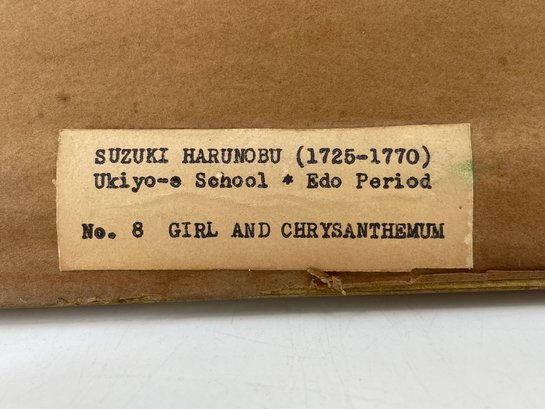 SUZUKI HARUNOBU (1725-1770)
Ukiyo-e School * Edo Period
No. 8 GIRL AND CHRYSANTHEMUM